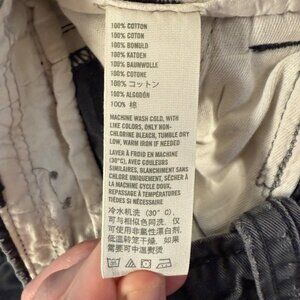 100% COTTON
100% COTON
100% BOMULD
100% KATOEN
100% BAUMWOLLE
100% COTONE
100% コットン
100% ALGODÓN
100% 棉
MACHINE WASH COLD, WITH
LIKE COLORS, ONLY NON-
CHLORINE BLEACH, TUMBLE DRY
LOW, WARM IRON IF NEEDED
LAVER À FROID EN MACHINE
(30°C), AVEC COULEURS
SIMILAIRES, BLANCHIMENT SANS
CHLORE UNIQUEMENT, SÉCHER À
LA MACHINE CYCLE DOUX,
REPASSER À TEMPÉRATURES
TIÈDES SI NÉCESSAIRE
冷水机洗 (30° C), 
可与相似色同洗, 仅可
使用非氯性漂白剂,
低温转笼干燥, 如需
可中温熨烫